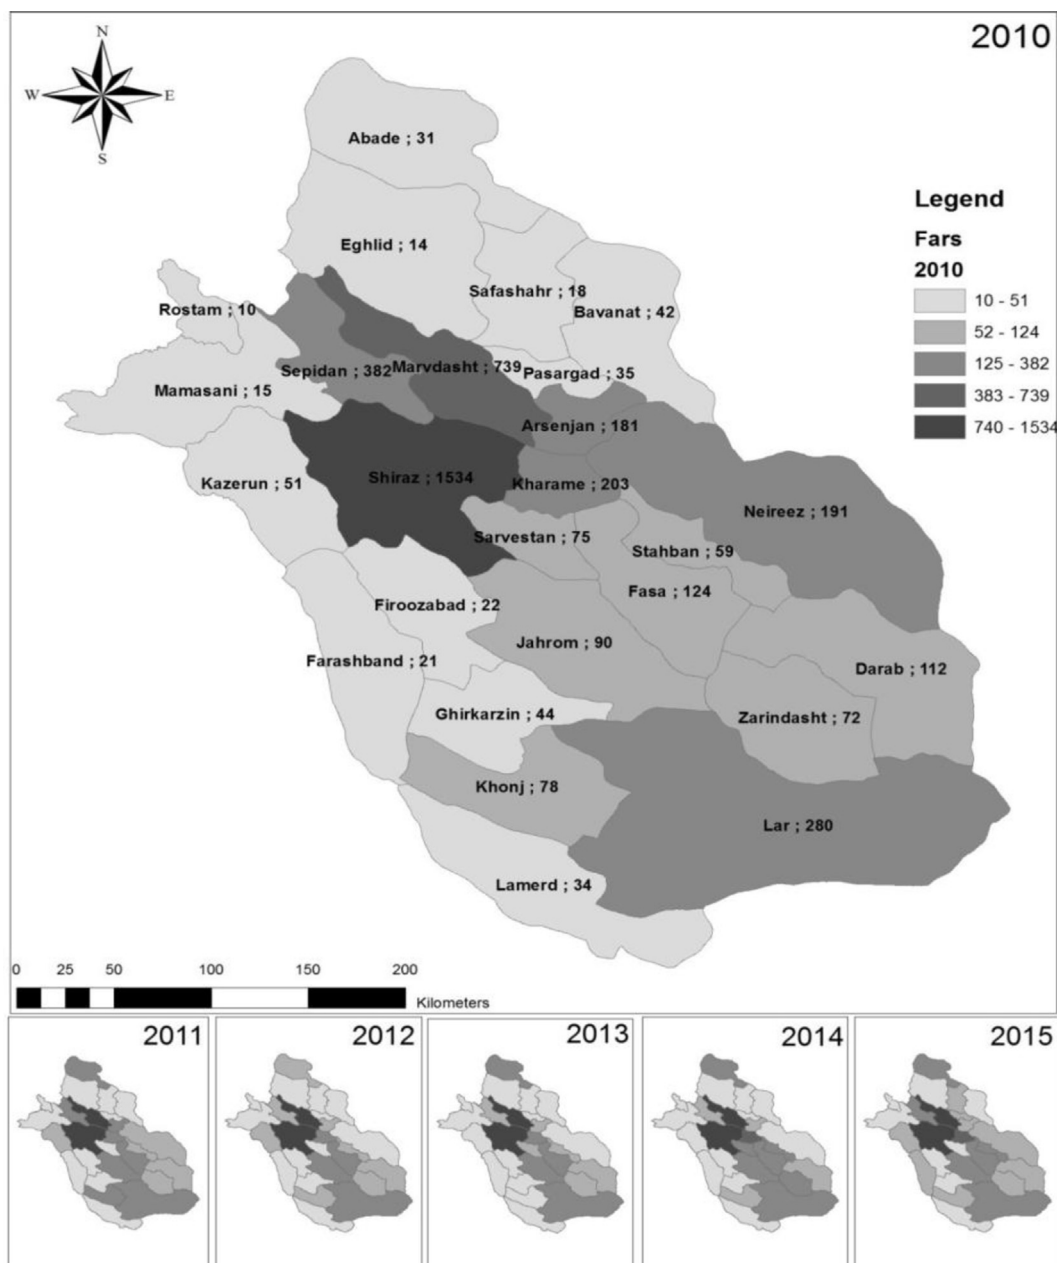 2010
N
W E
S
Abade ; 31
Legend
Fars
2010
10 - 51
52 - 124
125 - 382
383 - 739
740 - 1534
Eghlid ; 14
Safashahr ; 18
Bavanat ; 42
Rostam ; 10
Sepidan ; 382
Marvdasht ; 739
Pasargad ; 35
Mamasani ; 15
Arsenjan ; 181
Kazerun ; 51
Shiraz ; 1534
Kharame ; 203
Neireez ; 191
Sarvestan ; 75
Stahban ; 59
Fasa ; 124
Firoozabad ; 22
Jahrom ; 90
Farashband ; 21
Darab ; 112
Ghirkarzin ; 44
Zarindasht ; 72
Khonj ; 78
Lar ; 280
Lamerd ; 34
0 25 50 100 150 200
Kilometers
2011
2012
2013
2014
2015